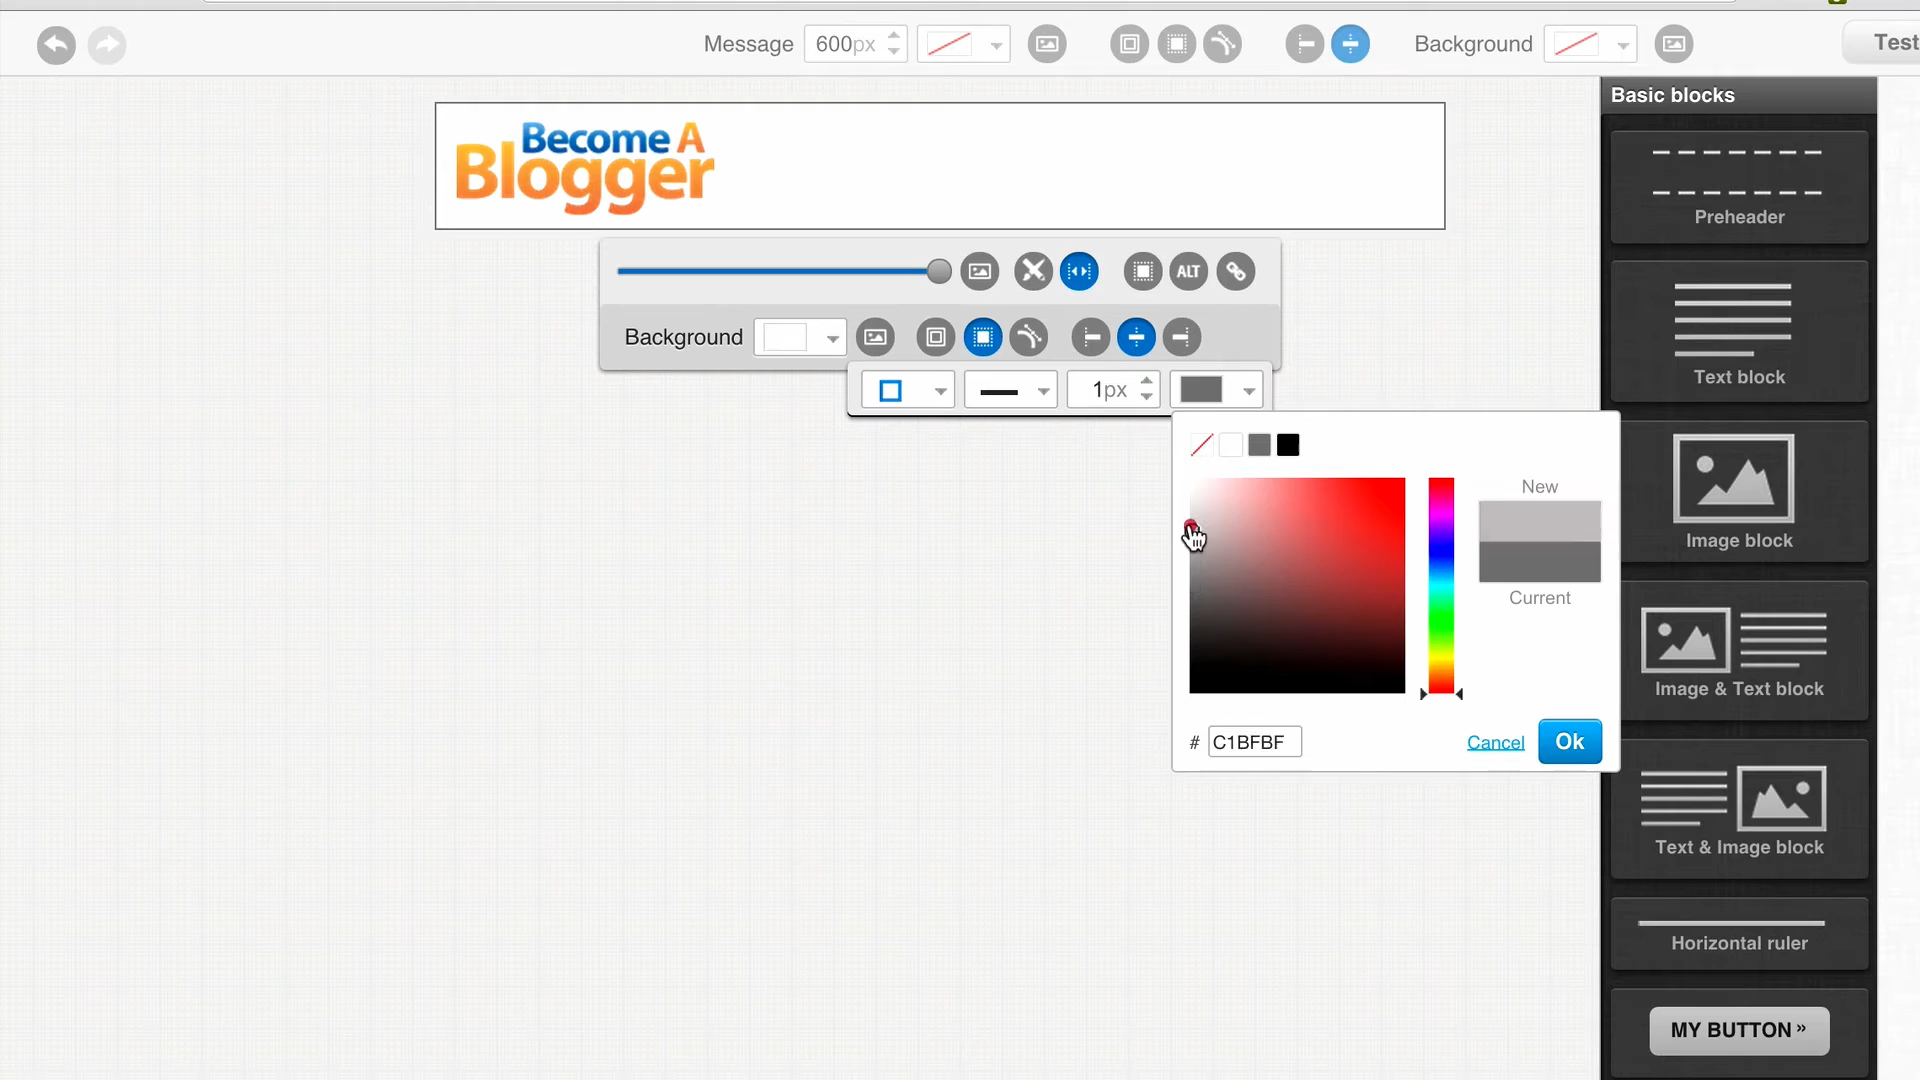 Message
600px
Background
Test
Basic blocks
Become A
Blogger
Preheader
ALT
Background
Text block
1px
New
Image block
Current
Image & Text block
# C1BFBF
Cancel
Ok
Text & Image block
Horizontal ruler
MY BUTTON »